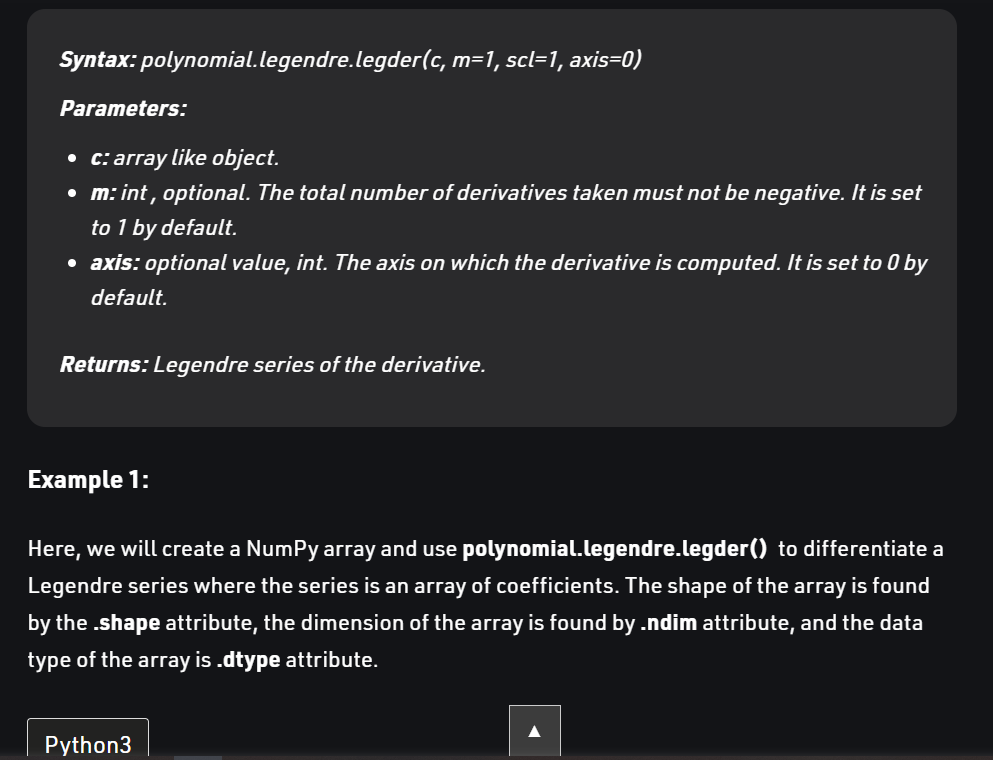 Syntax: polynomial.legendre.legder(c, m=1, scl=1, axis=0)
Parameters:
• c: array like object.
• m: int , optional. The total number of derivatives taken must not be negative. It is set
to 1 by default.
• axis: optional value, int. The axis on which the derivative is computed. It is set to 0 by
default.
Returns: Legendre series of the derivative.
Example 1:
Here, we will create a NumPy array and use polynomial.legendre.legder() to differentiate a
Legendre series where the series is an array of coefficients. The shape of the array is found
by the .shape attribute, the dimension of the array is found by .ndim attribute, and the data
type of the array is .dtype attribute.
Python3